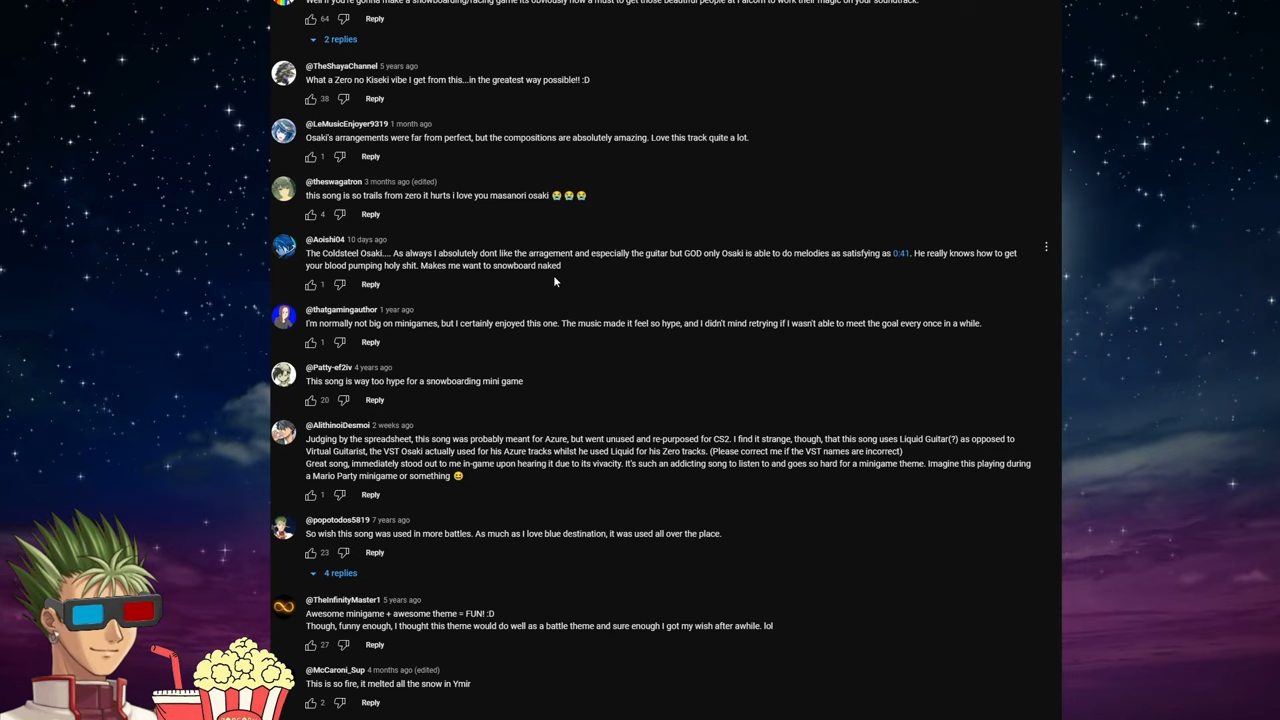 Well if you're gonna make a snowboarding/racing game its obviously now a must to get those beautiful people at Falcom to work their magic on your soundtrack.
64 Reply
2 replies
@TheShayaChannel 5 years ago
What a Zero no Kiseki vibe I get from this...in the greatest way possible!! :D
38 Reply
@LeMusicEnjoyer9319 1 month ago
Osaki's arrangements were far from perfect, but the compositions are absolutely amazing. Love this track quite a lot.
1 Reply
@theswagatron 3 months ago (edited)
this song is so trails from zero it hurts i love you masanori osaki 😭 😭 😭
4 Reply
@Aoishi04 10 days ago
The Coldsteel Osaki.... As always I absolutely dont like the arragement and especially the guitar but GOD only Osaki is able to do melodies as satisfying as 0:41. He really knows how to get
your blood pumping holy shit. Makes me want to snowboard naked
1 Reply
@thatgamingauthor 1 year ago
I'm normally not big on minigames, but I certainly enjoyed this one. The music made it feel so hype, and I didn't mind retrying if I wasn't able to meet the goal every once in a while.
1 Reply
@Patty-ef2iv 4 years ago
This song is way too hype for a snowboarding mini game
20 Reply
@AlithinoiDesmoi 2 weeks ago
Judging by the spreadsheet, this song was probably meant for Azure, but went unused and re-purposed for CS2. I find it strange, though, that this song uses Liquid Guitar(?) as opposed to
Virtual Guitarist, the VST Osaki actually used for his Azure tracks whilst he used Liquid for his Zero tracks. (Please correct me if the VST names are incorrect)
Great song, immediately stood out to me in-game upon hearing it due to its vivacity. It's such an addicting song to listen to and goes so hard for a minigame theme. Imagine this playing during
a Mario Party minigame or something 😆
1 Reply
@popotodos5819 7 years ago
So wish this song was used in more battles. As much as I love blue destination, it was used all over the place.
23 Reply
4 replies
@TheInfinityMaster1 5 years ago
Awesome minigame + awesome theme = FUN! :D
Though, funny enough, I thought this theme would do well as a battle theme and sure enough I got my wish after awhile. lol
27 Reply
@McCaroni_Sup 4 months ago (edited)
This is so fire, it melted all the snow in Ymir
2 Reply